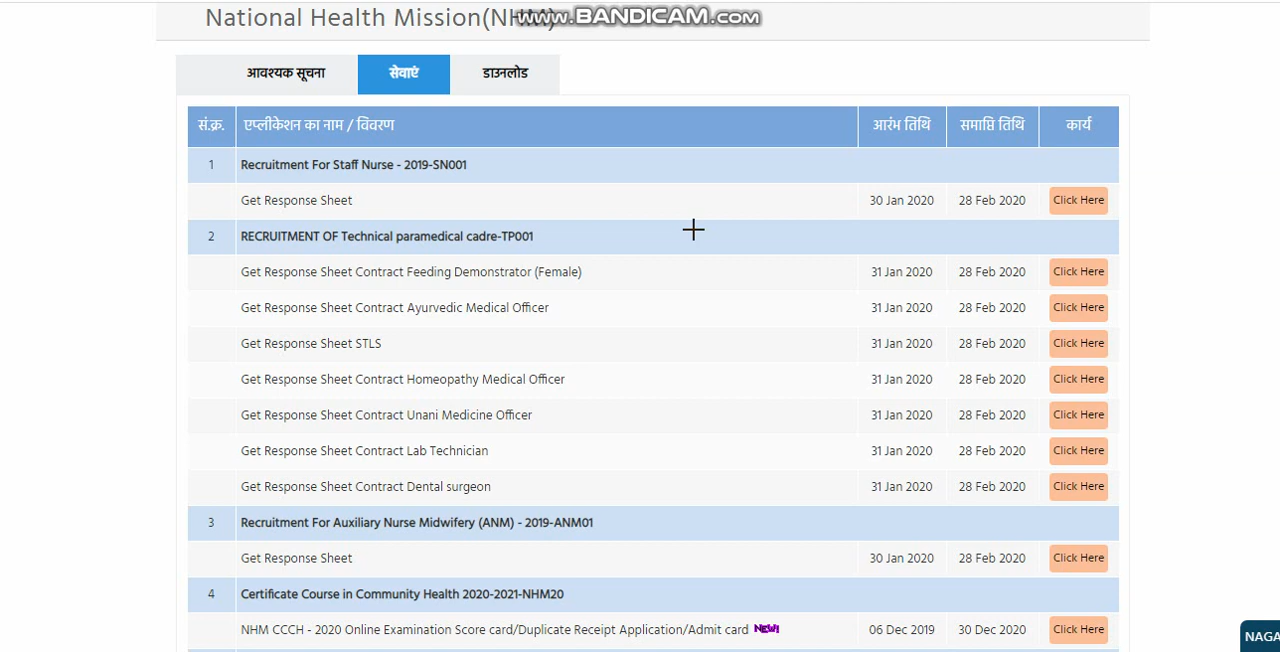 National Health Mission(NHM)
www.BANDICAM.com
आवश्यक सूचना सेवाएं डाउनलोड
सं.क्र. एप्लीकेशन का नाम / विवरण आरंभ तिथि समाप्ति तिथि कार्य
1 Recruitment For Staff Nurse - 2019-SN001
Get Response Sheet 30 Jan 2020 28 Feb 2020 Click Here
2 RECRUITMENT OF Technical paramedical cadre-TP001
Get Response Sheet Contract Feeding Demonstrator (Female) 31 Jan 2020 28 Feb 2020 Click Here
Get Response Sheet Contract Ayurvedic Medical Officer 31 Jan 2020 28 Feb 2020 Click Here
Get Response Sheet STLS 31 Jan 2020 28 Feb 2020 Click Here
Get Response Sheet Contract Homeopathy Medical Officer 31 Jan 2020 28 Feb 2020 Click Here
Get Response Sheet Contract Unani Medicine Officer 31 Jan 2020 28 Feb 2020 Click Here
Get Response Sheet Contract Lab Technician 31 Jan 2020 28 Feb 2020 Click Here
Get Response Sheet Contract Dental surgeon 31 Jan 2020 28 Feb 2020 Click Here
3 Recruitment For Auxiliary Nurse Midwifery (ANM) - 2019-ANM01
Get Response Sheet 30 Jan 2020 28 Feb 2020 Click Here
4 Certificate Course in Community Health 2020-2021-NHM20
NHM CCCH - 2020 Online Examination Score card/Duplicate Receipt Application/Admit card NEW! 06 Dec 2019 30 Dec 2020 Click Here
NAGA